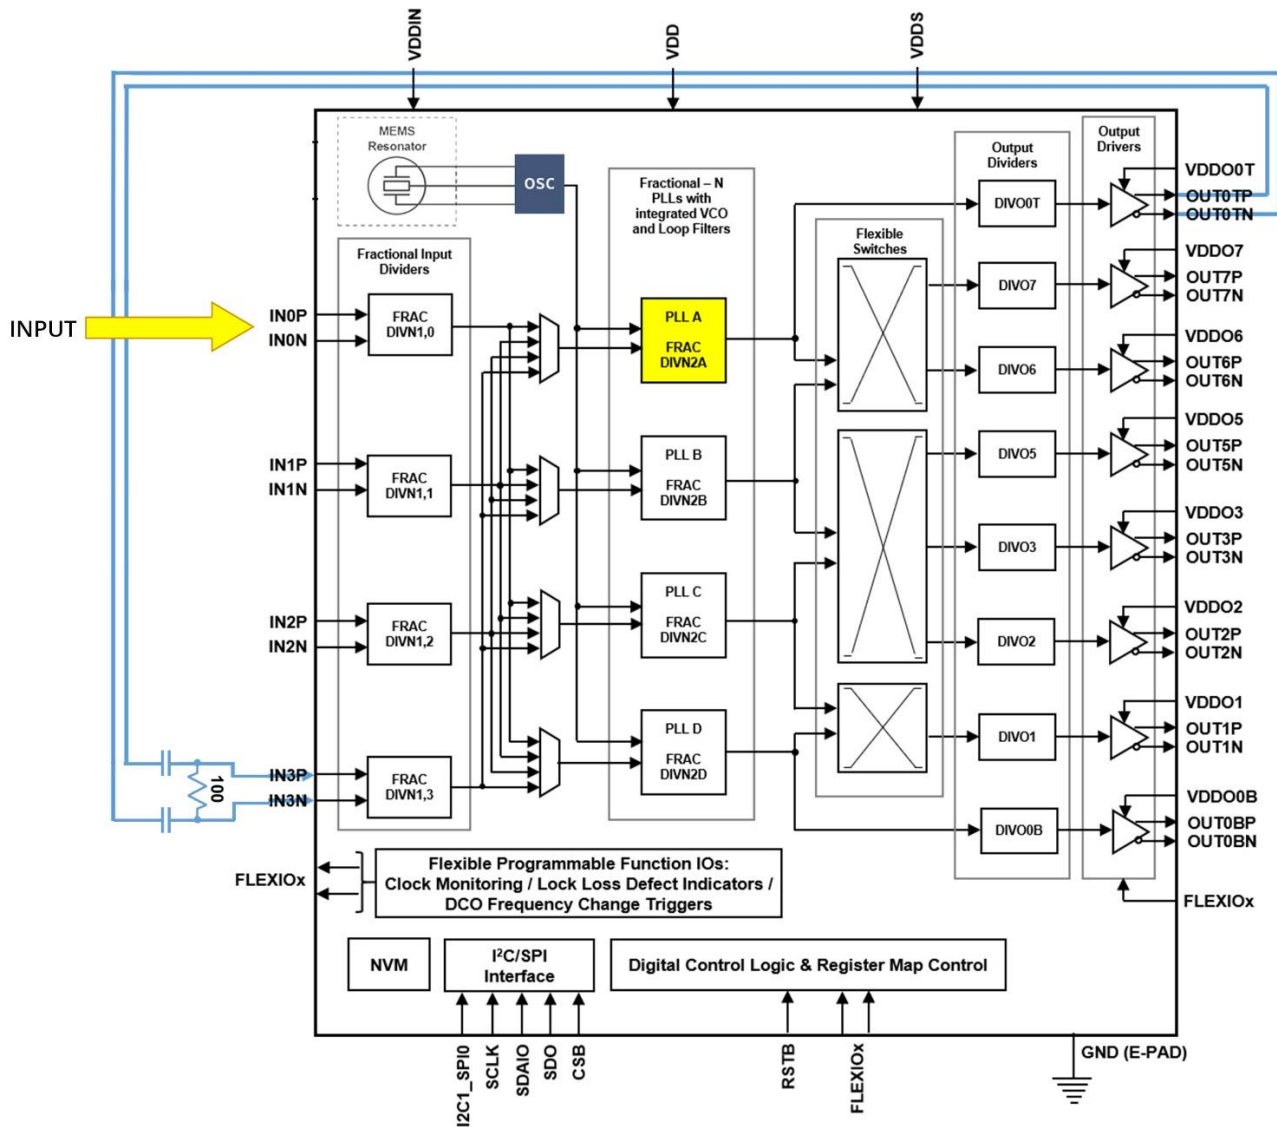 VDDIN
VDD
VDDS
MEMS
Resonator
OSC
Fractional – N
PLLs with
integrated VCO
and Loop Filters
Output
Dividers
Output
Drivers
Fractional Input
Dividers
Flexible
Switches
INPUT
IN0P
IN0N
FRAC
DIVN1,0
IN1P
IN1N
FRAC
DIVN1,1
IN2P
IN2N
FRAC
DIVN1,2
100
IN3P
IN3N
FRAC
DIVN1,3
PLL A
FRAC
DIVN2A
PLL B
FRAC
DIVN2B
PLL C
FRAC
DIVN2C
PLL D
FRAC
DIVN2D
DIVO0T
DIVO7
DIVO6
DIVO5
DIVO3
DIVO2
DIVO1
DIVO0B
VDDO0T
OUT0TP
OUT0TN
VDDO7
OUT7P
OUT7N
VDDO6
OUT6P
OUT6N
VDDO5
OUT5P
OUT5N
VDDO3
OUT3P
OUT3N
VDDO2
OUT2P
OUT2N
VDDO1
OUT1P
OUT1N
VDDO0B
OUT0BP
OUT0BN
FLEXIOx
FLEXIOx
Flexible Programmable Function IOs:
Clock Monitoring / Lock Loss Defect Indicators /
DCO Frequency Change Triggers
NVM
I²C/SPI
Interface
Digital Control Logic & Register Map Control
I2C1_SPI0
SCLK
SDAIO
SDO
CSB
RSTB
FLEXIOx
GND (E-PAD)